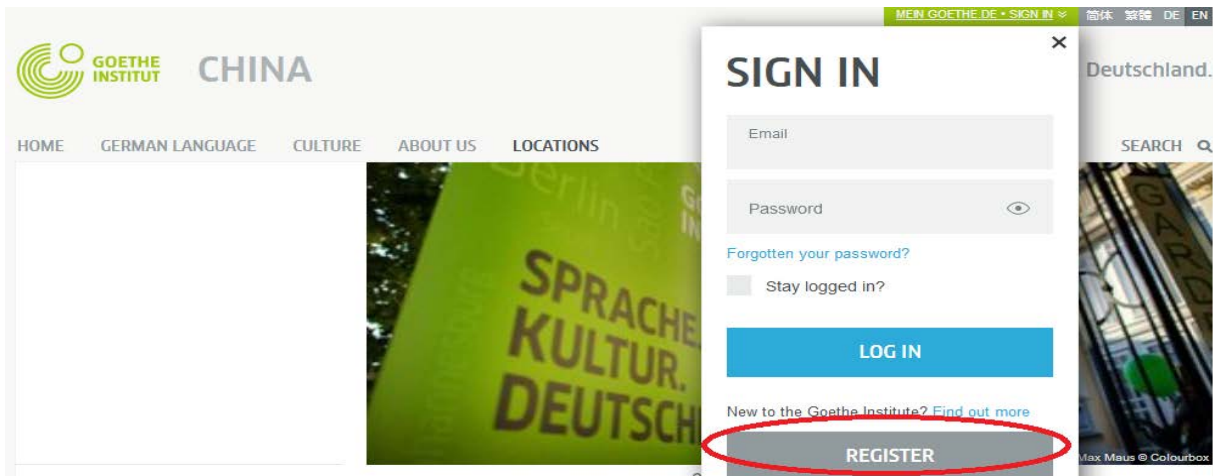 MEIN GOETHE.DE • SIGN IN
简体 繁體 DE EN
GOETHE
INSTITUT
CHINA
Deutschland.
HOME GERMAN LANGUAGE CULTURE ABOUT US LOCATIONS SEARCH
SIGN IN
Email
Password
Forgotten your password?
Stay logged in?
LOG IN
New to the Goethe Institute? Find out more
REGISTER
Berlin
SPRACHE.
KULTUR.
DEUTSCH
GARD
Max Maus © Colourbox